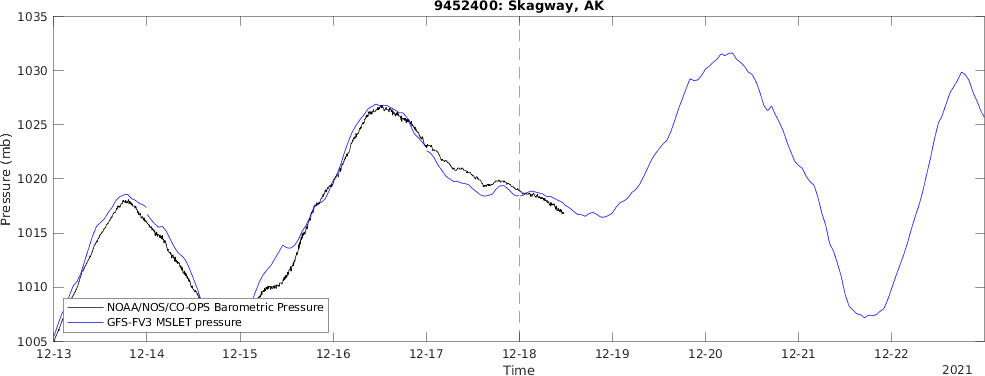 9452400: Skagway, AK
1035
1030
1025
1020
1015
1010
1005
Pressure (mb)
NOAA/NOS/CO-OPS Barometric Pressure
GFS-FV3 MSLET pressure
12-13 12-14 12-15 12-16 12-17 12-18 12-19 12-20 12-21 12-22
Time
2021